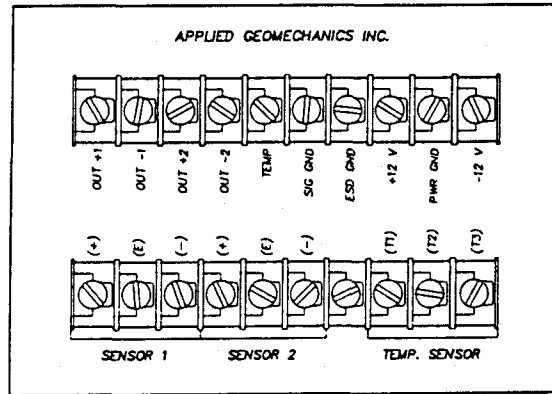 APPLIED GEOMECHANICS INC.
OUT +1 OUT -1 OUT +2 OUT -2 TEMP SIG GND ESD GND +12 V PWR GND -12 V
(+) (E) (-) (+) (E) (-) (T1) (T2) (T3)
SENSOR 1 SENSOR 2 TEMP. SENSOR